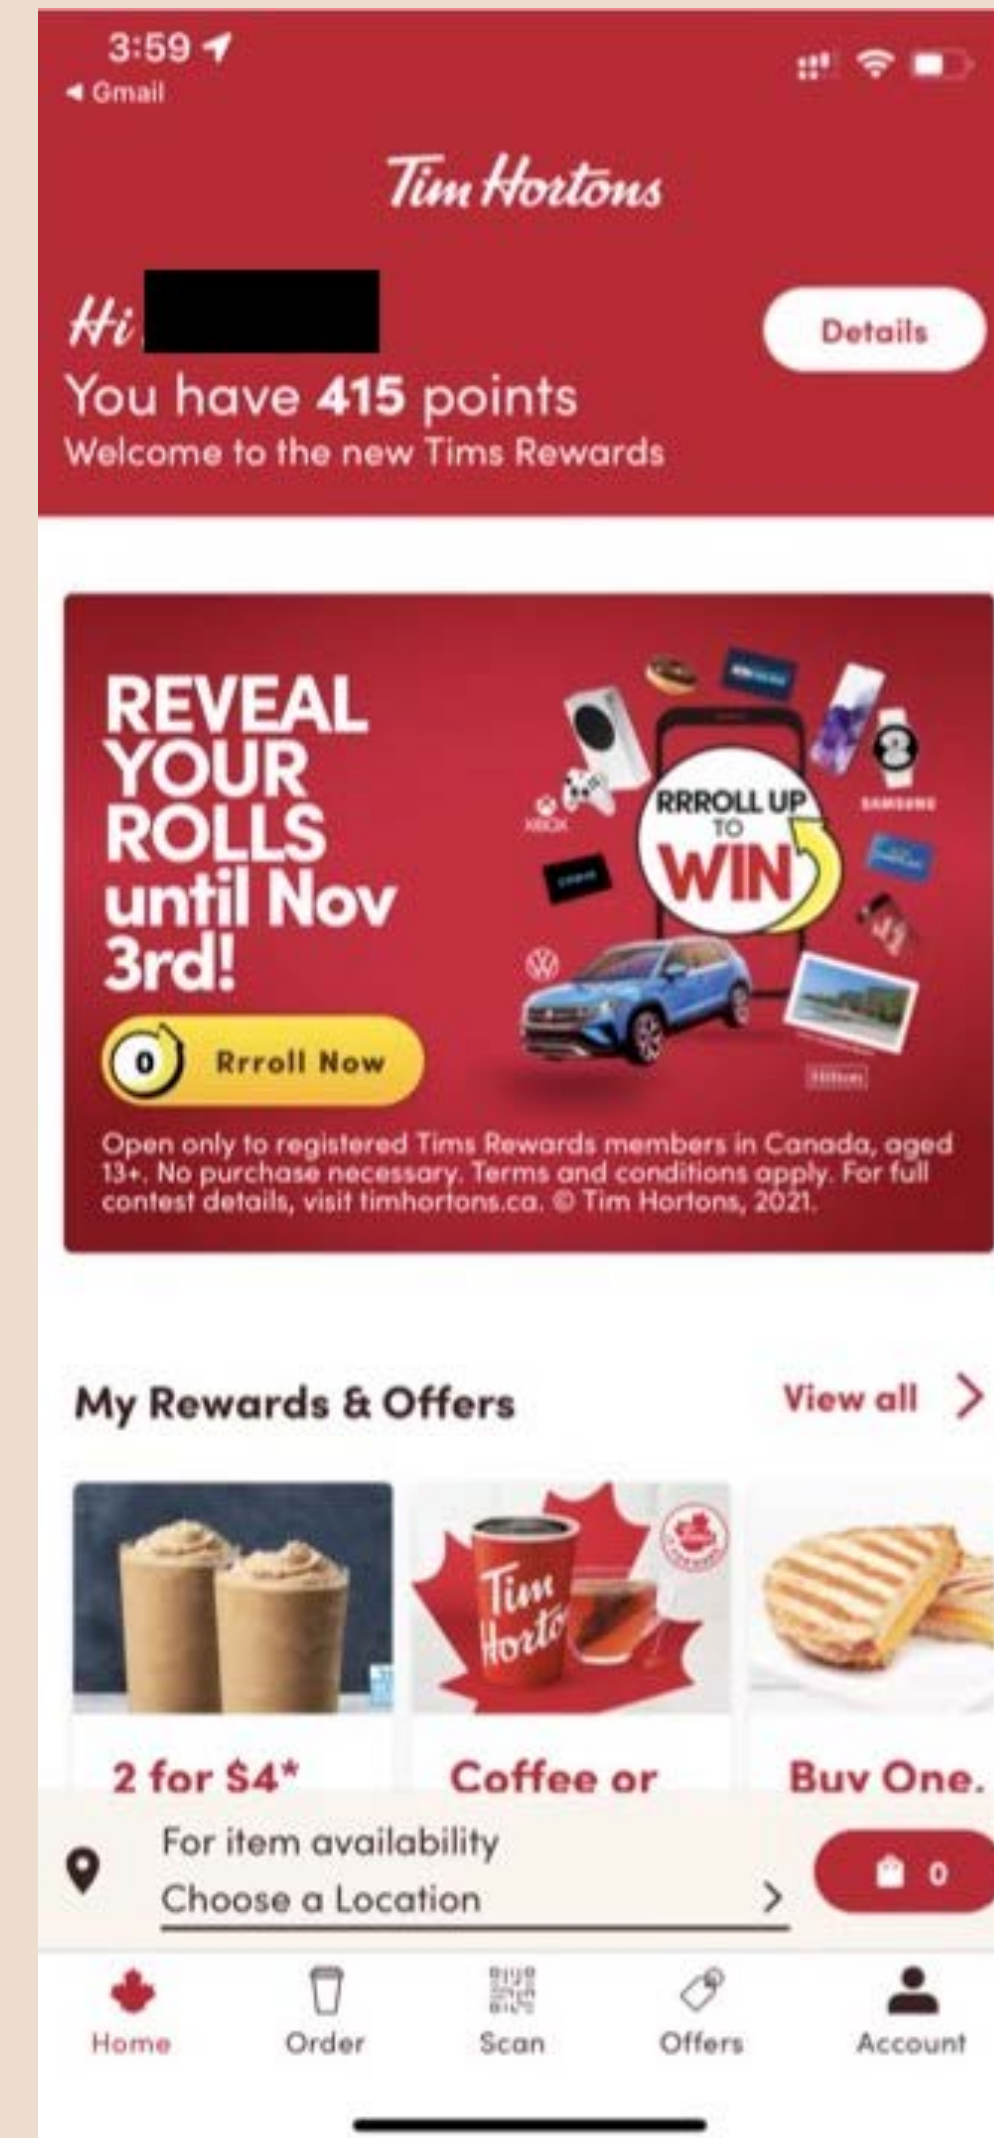 3:59
Gmail
Tim Hortons
Hi
Details
You have 415 points
Welcome to the new Tims Rewards
REVEAL
YOUR
ROLLS
until Nov
3rd!
RRROLL UP
TO
WIN
XBOX
SAMSUNG
Hilton
0 Rrroll Now
Open only to registered Tims Rewards members in Canada, aged
13+. No purchase necessary. Terms and conditions apply. For full
contest details, visit timhortons.ca. © Tim Hortons, 2021.
My Rewards & Offers
View all
Tim
Horto
2 for $4*
Coffee or
Buy One.
For item availability
Choose a Location
0
Home
Order
Scan
Offers
Account